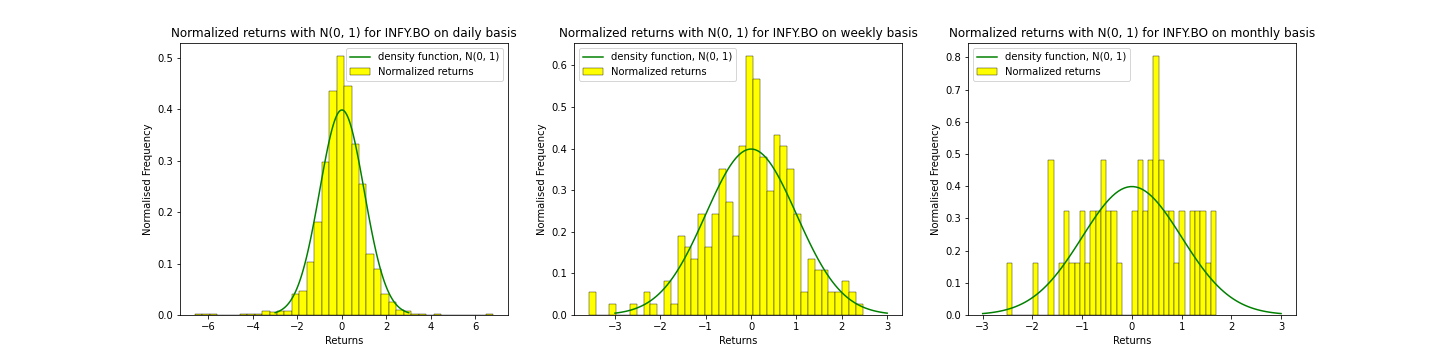 Normalized returns with N(0, 1) for INFY.BO on daily basis
density function, N(0, 1)
Normalized returns
Normalised Frequency
0.5
0.4
0.3
0.2
0.1
0.0
−6 −4 −2 0 2 4 6
Returns
Normalized returns with N(0, 1) for INFY.BO on weekly basis
density function, N(0, 1)
Normalized returns
Normalised Frequency
0.6
0.5
0.4
0.3
0.2
0.1
0.0
−3 −2 −1 0 1 2 3
Returns
Normalized returns with N(0, 1) for INFY.BO on monthly basis
density function, N(0, 1)
Normalized returns
Normalised Frequency
0.8
0.7
0.6
0.5
0.4
0.3
0.2
0.1
0.0
−3 −2 −1 0 1 2 3
Returns